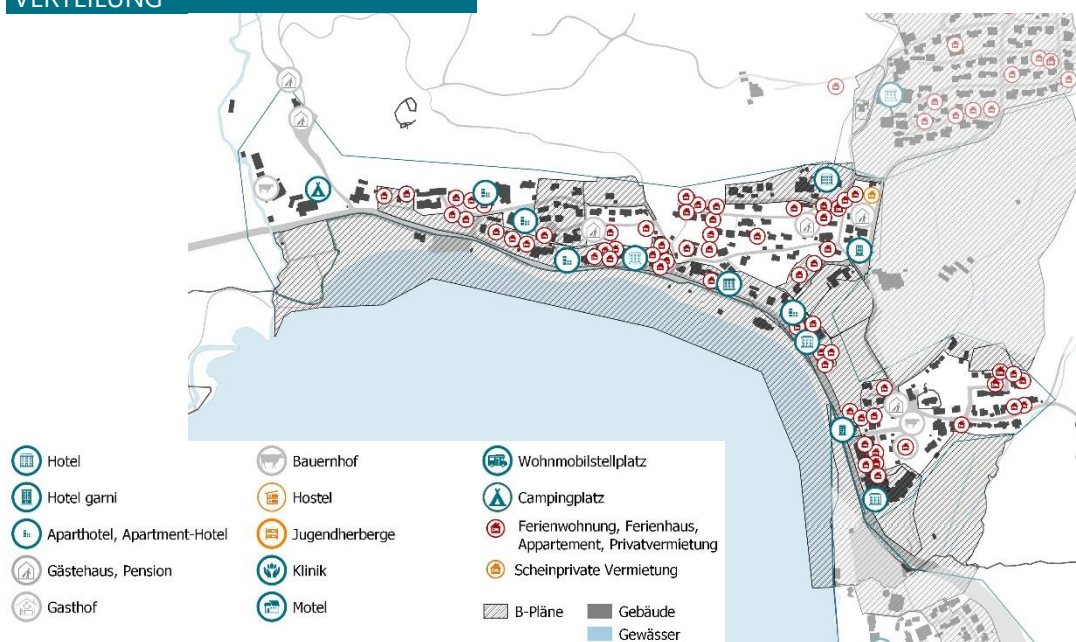 VERTEILUNG
Hotel
Hotel garni
Aparthotel, Apartment-Hotel
Gästehaus, Pension
Gasthof
Bauernhof
Hostel
Jugendherberge
Klinik
Motel
Wohnmobilstellplatz
Campingplatz
Ferienwohnung, Ferienhaus,
Appartement, Privatvermietung
Scheinprivate Vermietung
B-Pläne
Gebäude
Gewässer